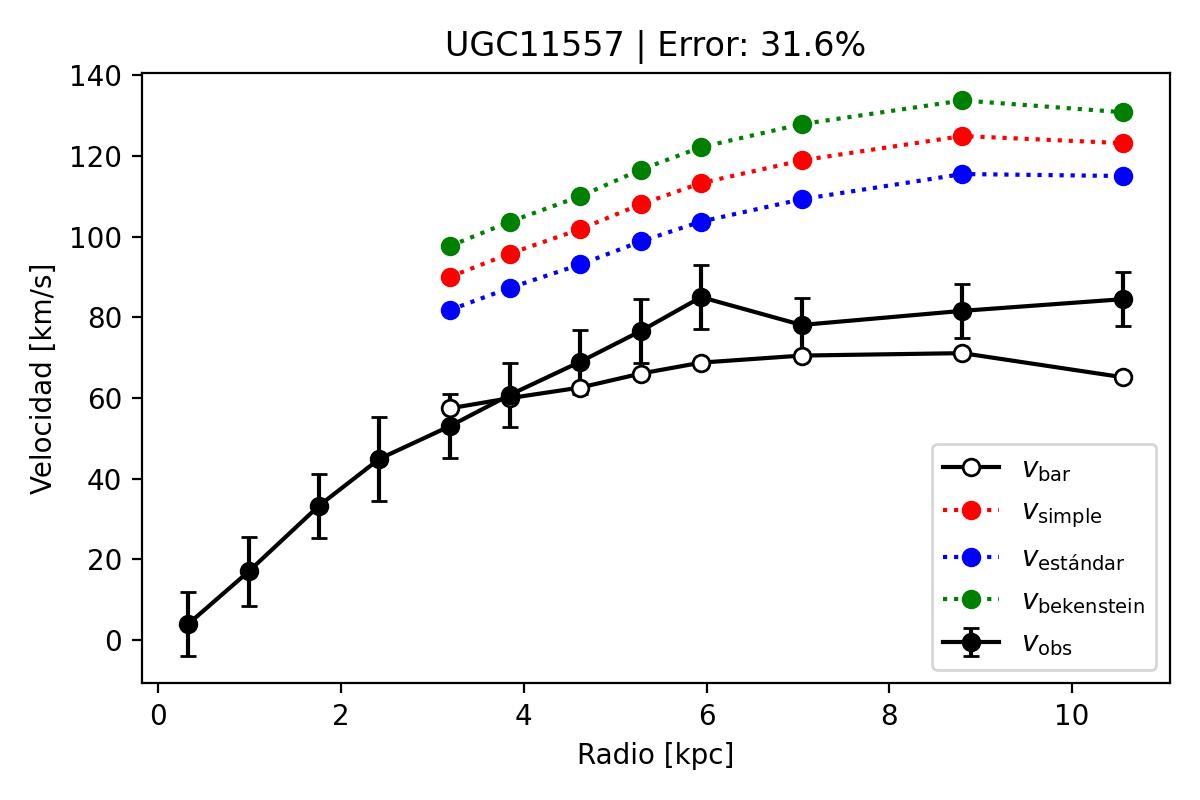 UGC11557 | Error: 31.6%
Velocidad [km/s]
140
120
100
80
60
40
20
0
0 2 4 6 8 10
Radio [kpc]
v_bar
v_simple
v_estándar
v_bekenstein
v_obs